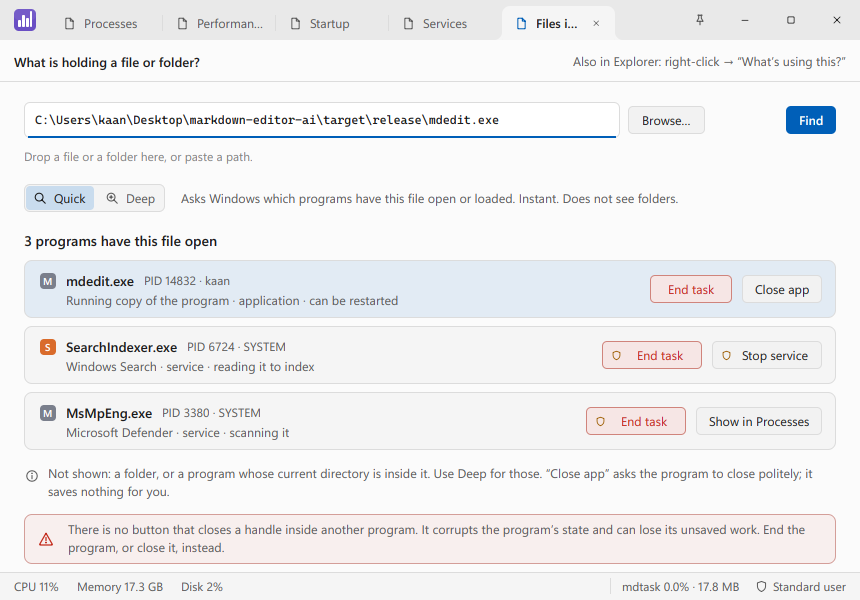 Processes
Performan...
Startup
Services
Files i...
What is holding a file or folder?
Also in Explorer: right-click → “What’s using this?”
C:\Users\kaan\Desktop\markdown-editor-ai\target\release\mdedit.exe
Browse...
Find
Drop a file or a folder here, or paste a path.
Quick
Deep
Asks Windows which programs have this file open or loaded. Instant. Does not see folders.
3 programs have this file open
M mdedit.exe PID 14832 · kaan
Running copy of the program · application · can be restarted
End task
Close app
S SearchIndexer.exe PID 6724 · SYSTEM
Windows Search · service · reading it to index
End task
Stop service
M MsMpEng.exe PID 3380 · SYSTEM
Microsoft Defender · service · scanning it
End task
Show in Processes
Not shown: a folder, or a program whose current directory is inside it. Use Deep for those. “Close app” asks the program to close politely; it
saves nothing for you.
There is no button that closes a handle inside another program. It corrupts the program’s state and can lose its unsaved work. End the
program, or close it, instead.
CPU 11% Memory 17.3 GB Disk 2%
mdtask 0.0% · 17.8 MB
Standard user